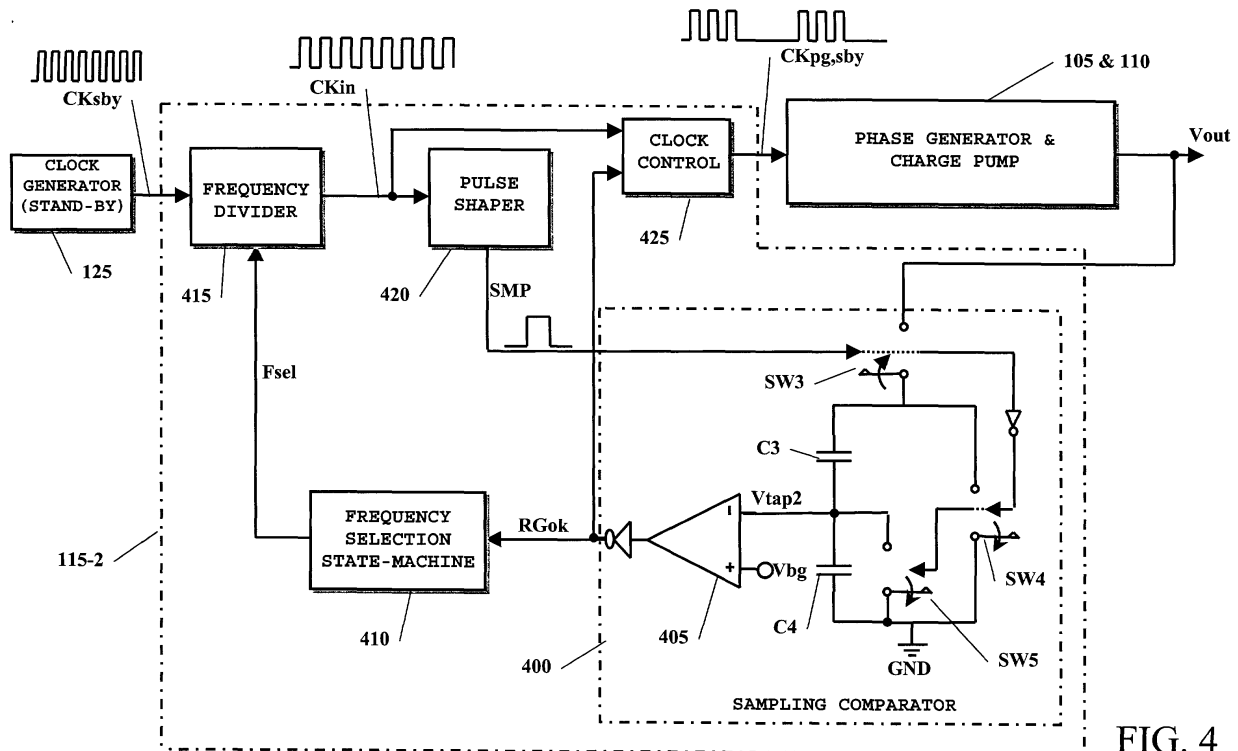 CKpg,sby
CKin
CKsby
105 & 110
CLOCK
GENERATOR
(STAND-BY)
FREQUENCY
DIVIDER
PULSE
SHAPER
CLOCK
CONTROL
PHASE GENERATOR &
CHARGE PUMP
Vout
125
415
420
425
SMP
Fsel
SW3
C3
Vtap2
RGok
FREQUENCY
SELECTION
STATE-MACHINE
-
+
Vbg
SW4
115-2
410
405
C4
400
GND
SW5
SAMPLING COMPARATOR
FIG. 4